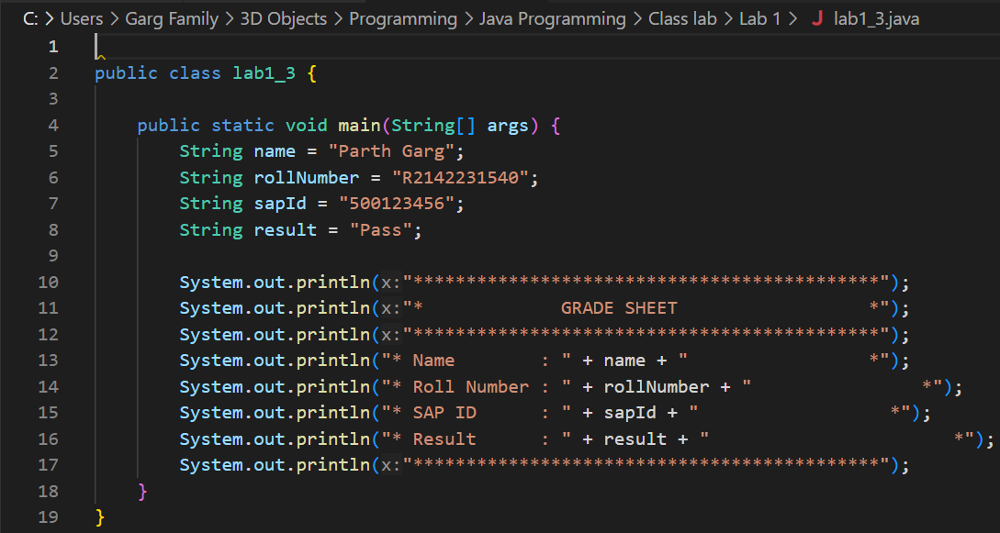 C: > Users > Garg Family > 3D Objects > Programming > Java Programming > Class lab > Lab 1 > J lab1_3.java
1
2 public class lab1_3 {
3
4     public static void main(String[] args) {
5         String name = "Parth Garg";
6         String rollNumber = "R2142231540";
7         String sapId = "500123456";
8         String result = "Pass";
9
10         System.out.println(x:"********************************************");
11         System.out.println(x:"*             GRADE SHEET                  *");
12         System.out.println(x:"********************************************");
13         System.out.println("* Name        : " + name + "                 *");
14         System.out.println("* Roll Number : " + rollNumber + "                *");
15         System.out.println("* SAP ID      : " + sapId + "                  *");
16         System.out.println("* Result      : " + result + "                       *");
17         System.out.println(x:"********************************************");
18     }
19 }